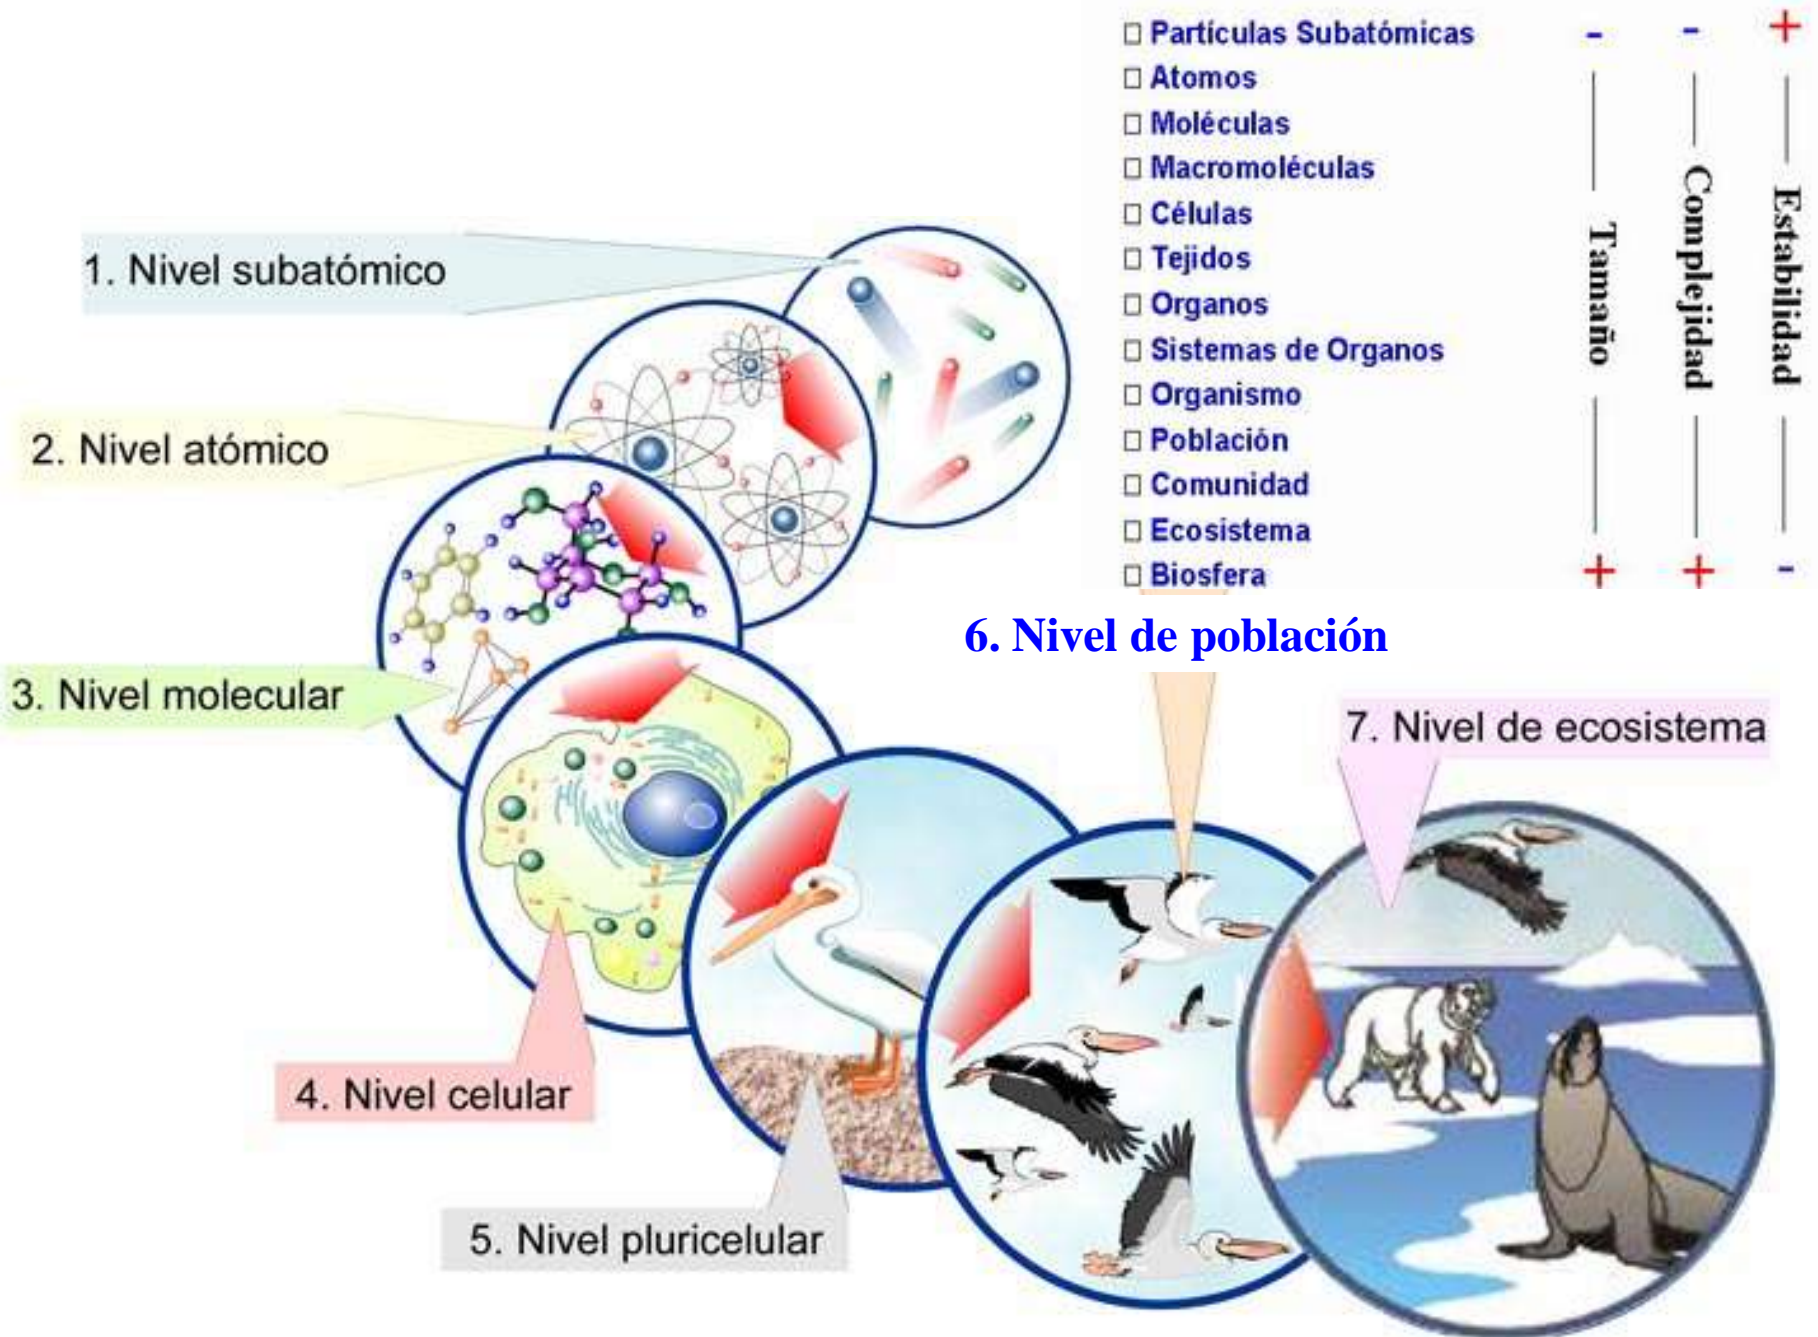 □ Partículas Subatómicas - - +
□ Atomos
□ Moléculas
□ Macromoléculas
□ Células
□ Tejidos
□ Organos
□ Sistemas de Organos
□ Organismo
□ Población
□ Comunidad
□ Ecosistema
□ Biosfera + + -
Tamaño
Complejidad
Estabilidad
1. Nivel subatómico
2. Nivel atómico
3. Nivel molecular
4. Nivel celular
5. Nivel pluricelular
6. Nivel de población
7. Nivel de ecosistema